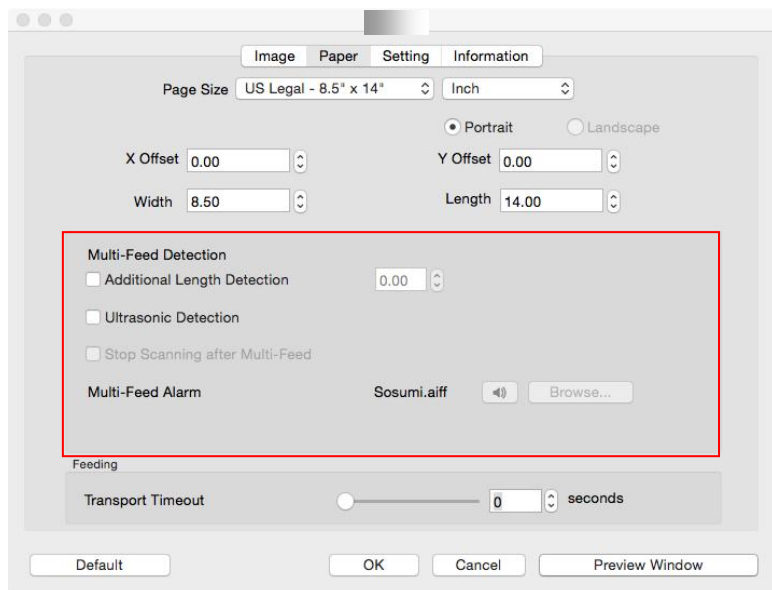 Image Paper Setting Information
Page Size US Legal - 8.5" x 14" Inch
Portrait Landscape
X Offset 0.00 Y Offset 0.00
Width 8.50 Length 14.00
Multi-Feed Detection
Additional Length Detection 0.00
Ultrasonic Detection
Stop Scanning after Multi-Feed
Multi-Feed Alarm Sosumi.aiff Browse...
Feeding
Transport Timeout 0 seconds
Default OK Cancel Preview Window